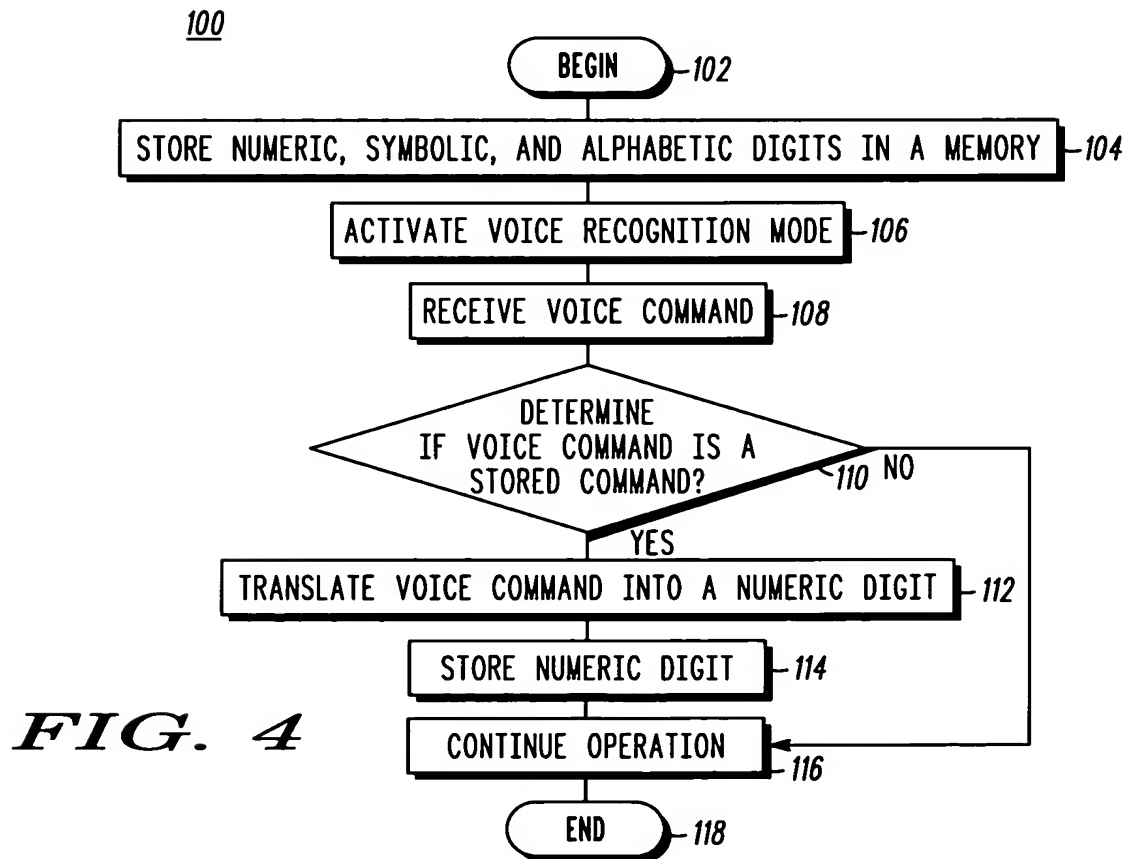 100
BEGIN 102
STORE NUMERIC, SYMBOLIC, AND ALPHABETIC DIGITS IN A MEMORY 104
ACTIVATE VOICE RECOGNITION MODE 106
RECEIVE VOICE COMMAND 108
DETERMINE
IF VOICE COMMAND IS A
STORED COMMAND?
110 NO
YES
TRANSLATE VOICE COMMAND INTO A NUMERIC DIGIT 112
STORE NUMERIC DIGIT 114
FIG. 4
CONTINUE OPERATION
116
END 118